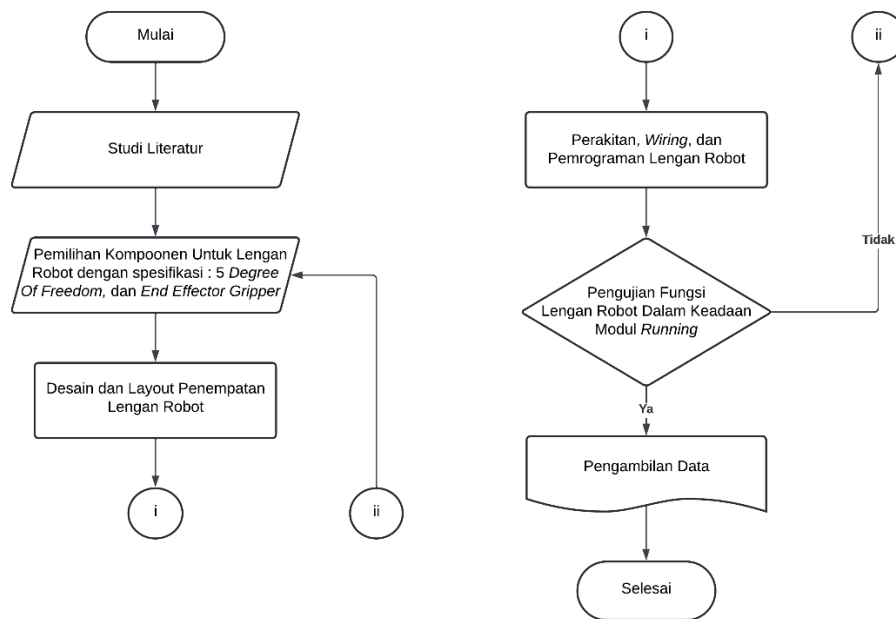 Mulai
Studi Literatur
Pemilihan Kompoonen Untuk Lengan
Robot dengan spesifikasi : 5 Degree
Of Freedom, dan End Effector Gripper
Desain dan Layout Penempatan
Lengan Robot
i
ii
i
Perakitan, Wiring, dan
Pemrograman Lengan Robot
Pengujian Fungsi
Lengan Robot Dalam Keadaan
Modul Running
Tidak
ii
Ya
Pengambilan Data
Selesai